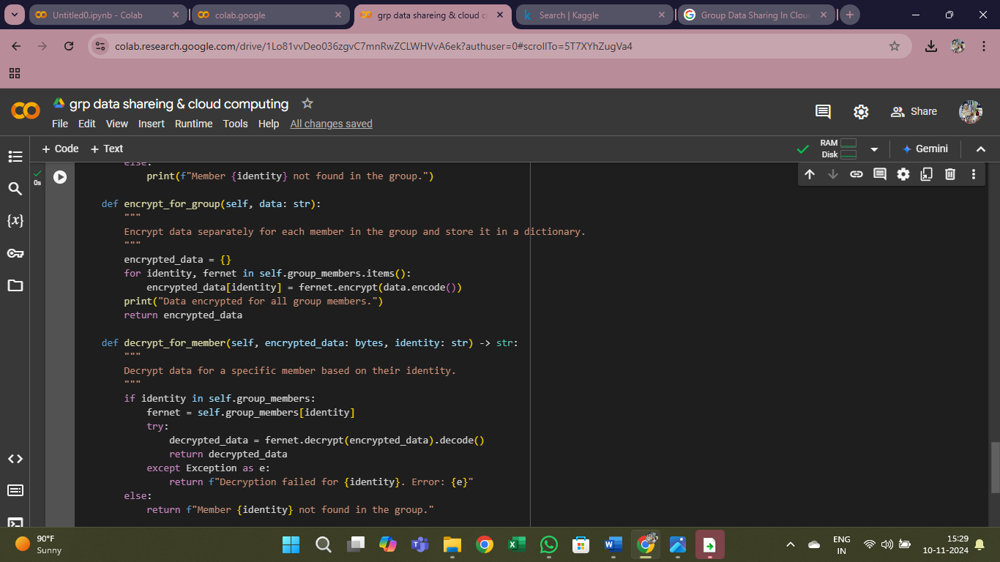 Untitled0.ipynb - Colab
colab.google
grp data shareing & cloud c
Search | Kaggle
Group Data Sharing In Clou
colab.research.google.com/drive/1Lo81vvDeo036zgvC7mnRwZCLWHVvA6ek?authuser=0#scrollTo=5T7XYhZugVa4
grp data shareing & cloud computing
File Edit View Insert Runtime Tools Help All changes saved
Share
+ Code + Text
RAM
Disk
Gemini
0s
else:
print(f"Member {identity} not found in the group.")
def encrypt_for_group(self, data: str):
"""
Encrypt data separately for each member in the group and store it in a dictionary.
"""
encrypted_data = {}
for identity, fernet in self.group_members.items():
encrypted_data[identity] = fernet.encrypt(data.encode())
print("Data encrypted for all group members.")
return encrypted_data
def decrypt_for_member(self, encrypted_data: bytes, identity: str) -> str:
"""
Decrypt data for a specific member based on their identity.
"""
if identity in self.group_members:
fernet = self.group_members[identity]
try:
decrypted_data = fernet.decrypt(encrypted_data).decode()
return decrypted_data
except Exception as e:
return f"Decryption failed for {identity}. Error: {e}"
else:
return f"Member {identity} not found in the group."
90°F
Sunny
ENG
IN
15:29
10-11-2024